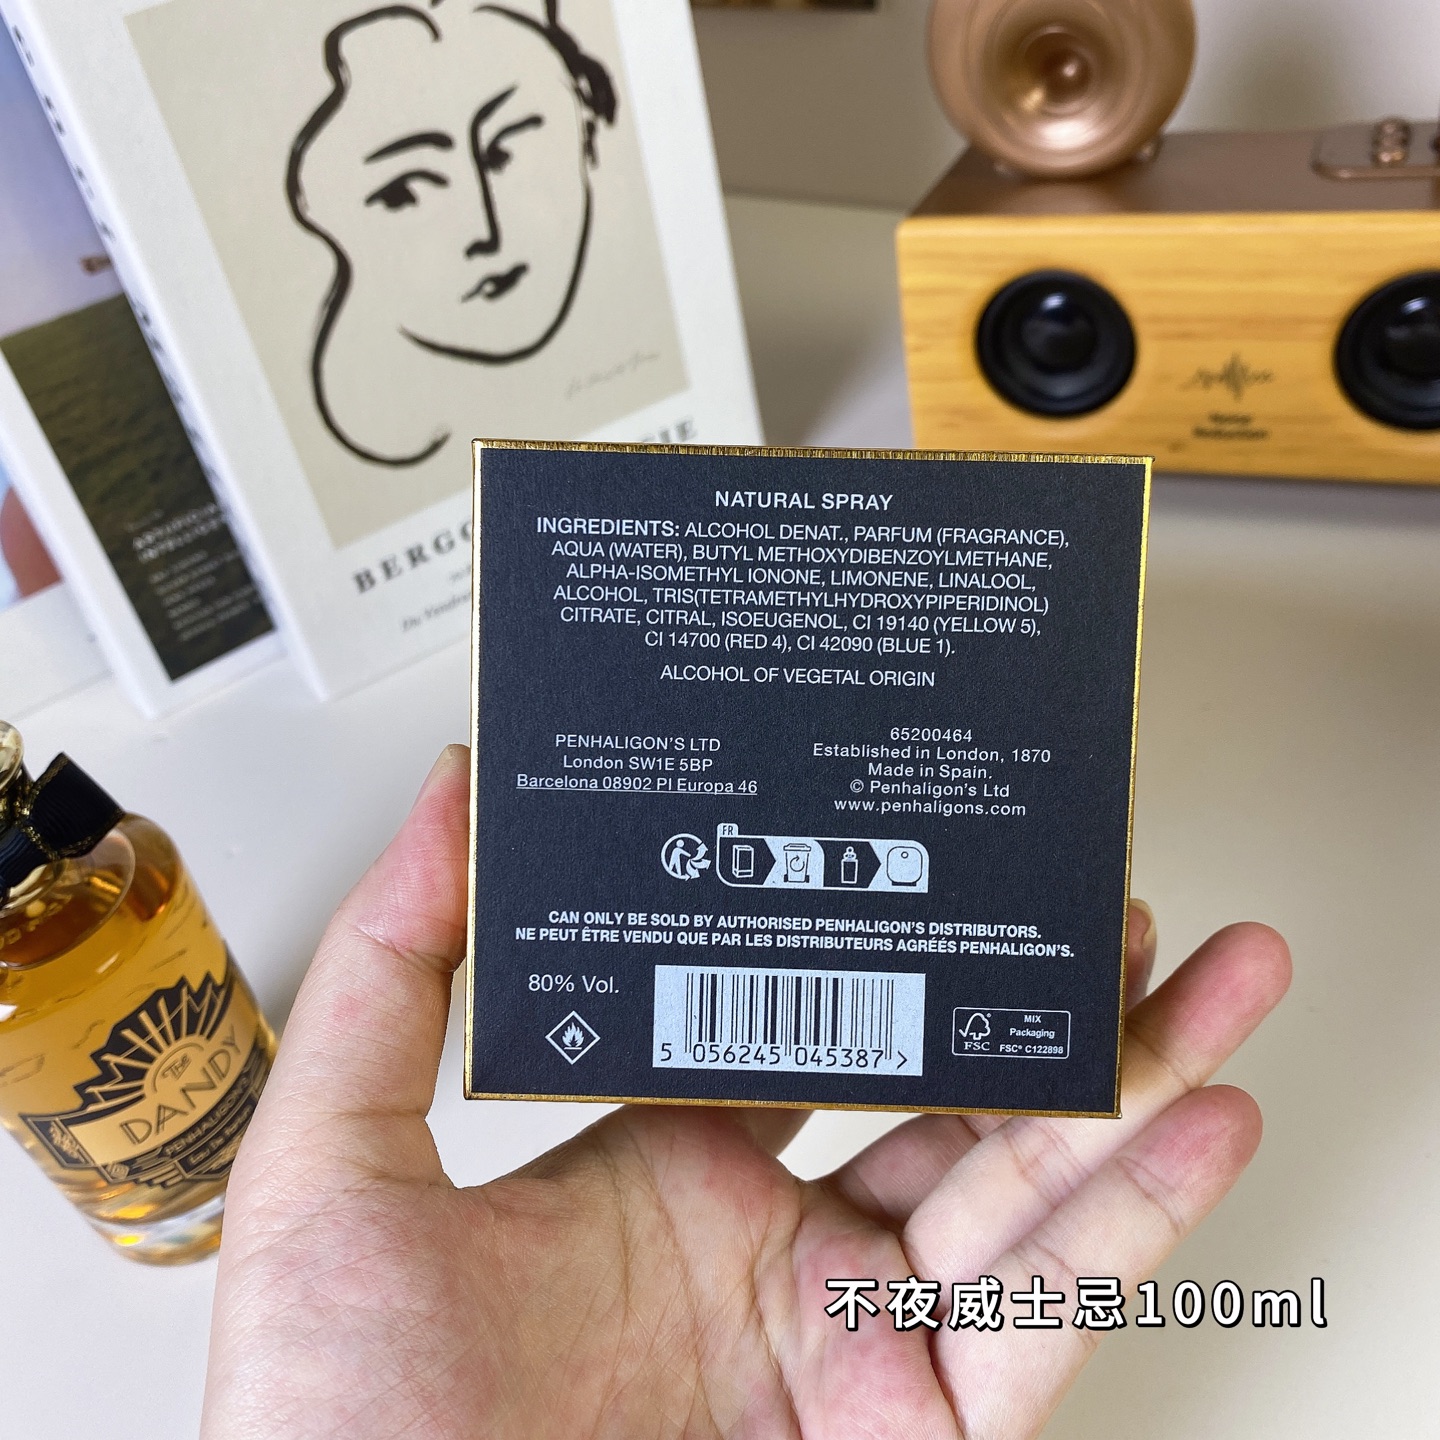 BERGG
GIE
NATURAL SPRAY
INGREDIENTS: ALCOHOL DENAT., PARFUM (FRAGRANCE),
AQUA (WATER), BUTYL METHOXYDIBENZOYLMETHANE,
ALPHA-ISOMETHYL IONONE, LIMONENE, LINALOOL,
ALCOHOL, TRIS(TETRAMETHYLHYDROXYPIPERIDINOL)
CITRATE, CITRAL, ISOEUGENOL, CI 19140 (YELLOW 5),
CI 14700 (RED 4), CI 42090 (BLUE 1).
ALCOHOL OF VEGETAL ORIGIN
PENHALIGON'S LTD
London SW1E 5BP
Barcelona 08902 Pl Europa 46
65200464
Established in London, 1870
Made in Spain.
© Penhaligon's Ltd
www.penhaligons.com
FR
CAN ONLY BE SOLD BY AUTHORISED PENHALIGON'S DISTRIBUTORS.
NE PEUT ÊTRE VENDU QUE PAR LES DISTRIBUTEURS AGRÉÉS PENHALIGON'S.
80% Vol.
5 056245 045387 >
FSC
MIX
Packaging
FSC® C122898
The
DANDY
PENHALIGON'S
不夜威士忌100ml